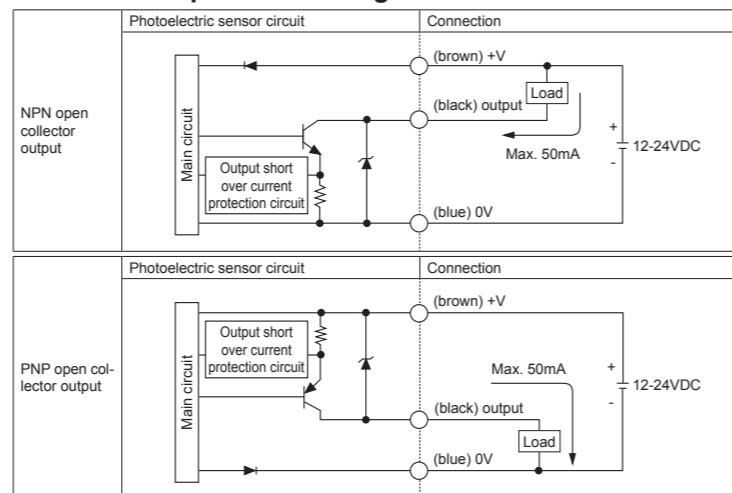 Photoelectric sensor circuit
Connection
NPN open
collector
output
Main circuit
(brown) +V
Load
(black) output
Output short
over current
protection circuit
Max. 50mA
+
12-24VDC
-
(blue) 0V
Photoelectric sensor circuit
Connection
PNP open col-
lector output
Main circuit
(brown) +V
Output short
over current
protection circuit
Max. 50mA
+
12-24VDC
-
(black) output
Load
(blue) 0V